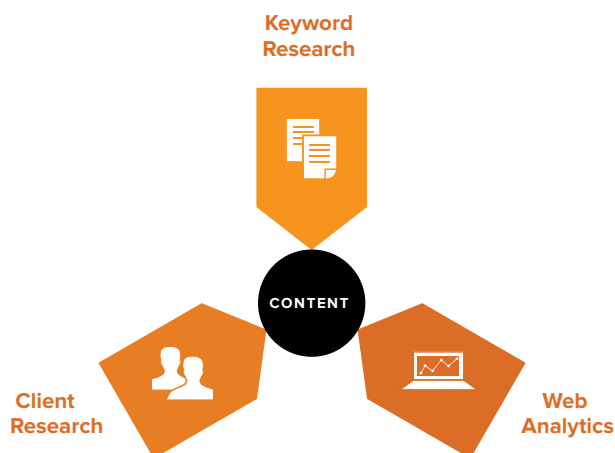 Keyword
Research
CONTENT
Client
Research
Web
Analytics